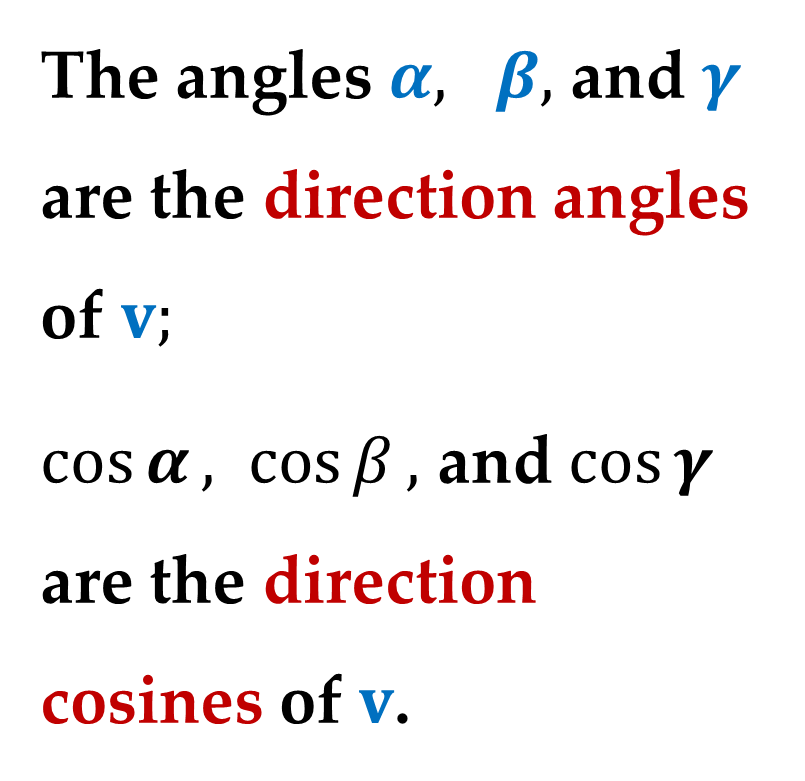 The angles α, β, and γ
are the direction angles
of v;
cos α , cos β , and cos γ
are the direction
cosines of v.